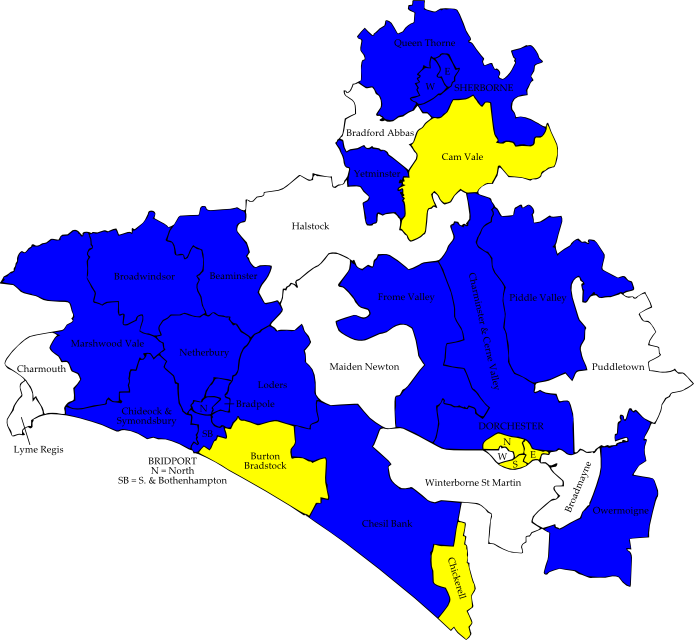 Queen Thorne
E
W
SHERBORNE
Bradford Abbas
Cam Vale
Yetminster
Halstock
Broadwindsor
Beaminster
Frome Valley
Charminster & Cerne Valley
Piddle Valley
Marshwood Vale
Netherbury
Charmouth
Loders
Maiden Newton
Puddletown
Bradpole
N
Chideock &
Symondsbury
SB
Lyme Regis
DORCHESTER
N
W
E
S
Burton
Bradstock
BRIDPORT
N = North
SB = S. & Bothenhampton
Winterborne St Martin
Broadmayne
Owermoigne
Chesil Bank
Chickerell